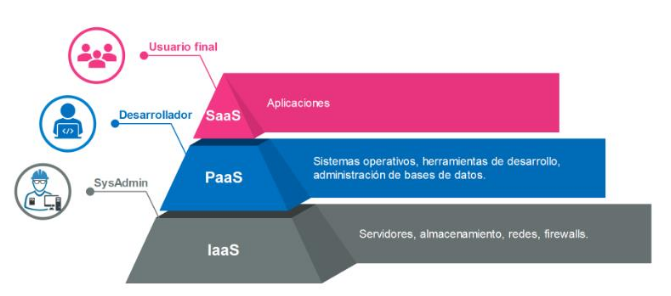 Usuario final
SaaS
Aplicaciones
Desarrollador
PaaS
Sistemas operativos, herramientas de desarrollo,
administración de bases de datos.
SysAdmin
IaaS
Servidores, almacenamiento, redes, firewalls.